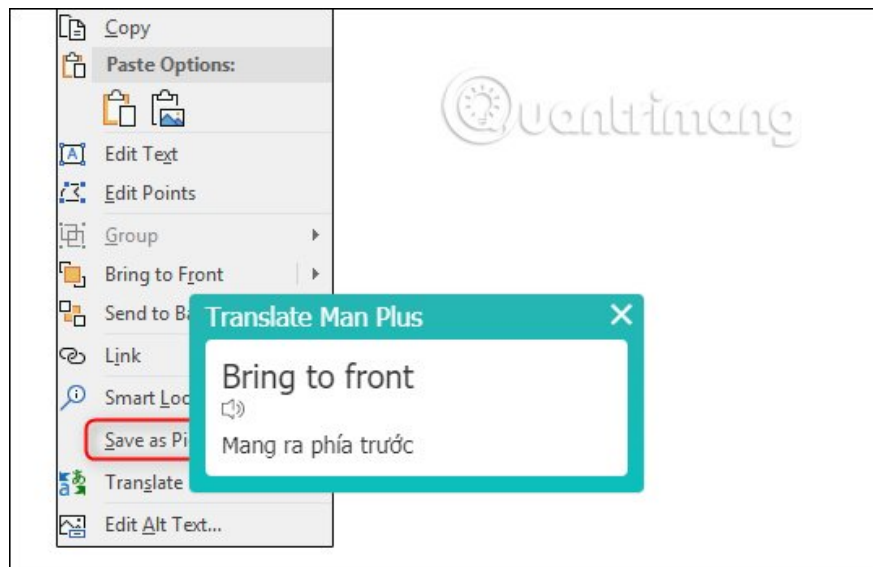 Copy
Paste Options:
Quantrimang
Edit Text
Edit Points
Group
Bring to Front
Send to Ba
Translate Man Plus
Link
Bring to front
Smart Loo
Save as Pi
Mang ra phía trước
Translate
Edit Alt Text...